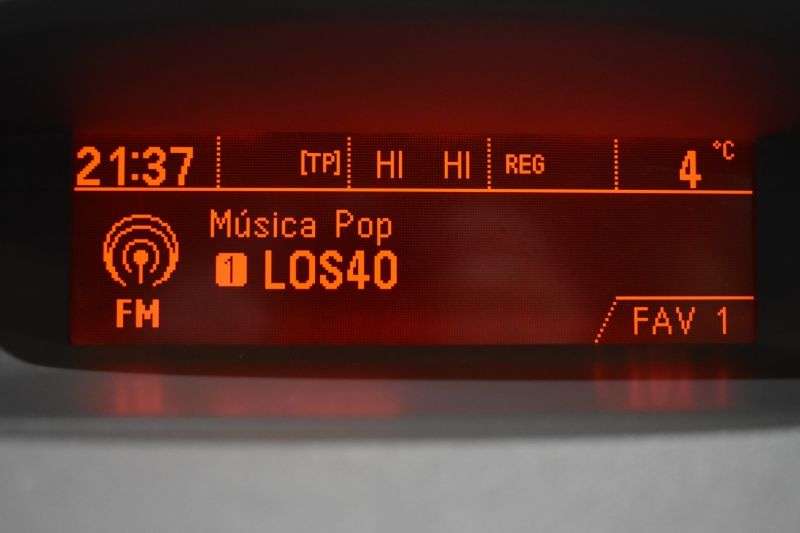 21:37 [TP] HI HI REG 4 °C
Música Pop
1 LOS40
FM
FAV 1